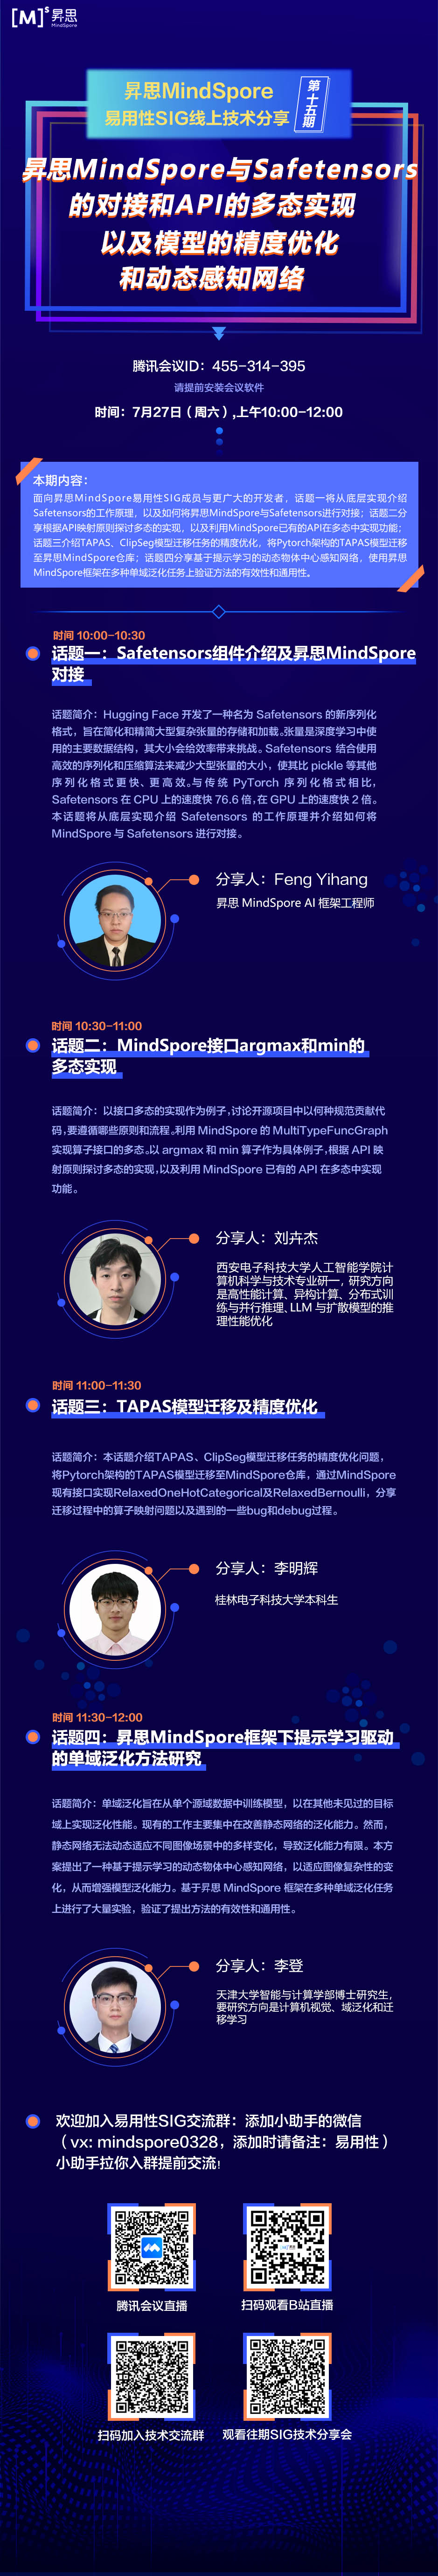 [M]s 昇思
MindSpore
昇思MindSpore
易用性SIG线上技术分享
第十五期
昇思MindSpore与Safetensors
的对接和API的多态实现
以及模型的精度优化
和动态感知网络
腾讯会议ID：455-314-395
请提前安装会议软件
时间：7月27日（周六）,上午10:00-12:00
本期内容：
面向昇思MindSpore易用性SIG成员与更广大的开发者，话题一将从底层实现介绍
Safetensors的工作原理，以及如何将昇思MindSpore与Safetensors进行对接；话题二分
享根据API映射原则探讨多态的实现，以及利用MindSpore已有的API在多态中实现功能；
话题三介绍TAPAS、ClipSeg模型迁移任务的精度优化，将Pytorch架构的TAPAS模型迁移
至昇思MindSpore仓库；话题四分享基于提示学习的动态物体中心感知网络，使用昇思
MindSpore框架在多种单域泛化任务上验证方法的有效性和通用性。
时间 10:00-10:30
话题一：Safetensors组件介绍及昇思MindSpore
对接
话题简介：Hugging Face 开发了一种名为 Safetensors 的新序列化
格式，旨在简化和精简大型复杂张量的存储和加载。张量是深度学习中使
用的主要数据结构，其大小会给效率带来挑战。Safetensors 结合使用
高效的序列化和压缩算法来减少大型张量的大小，使其比 pickle 等其他
序列化格式更快、更高效。与传统 PyTorch 序列化格式相比，
Safetensors 在 CPU 上的速度快 76.6 倍，在 GPU 上的速度快 2 倍。
本话题将从底层实现介绍 Safetensors 的工作原理并介绍如何将
MindSpore 与 Safetensors 进行对接。
分享人：Feng Yihang
昇思 MindSpore AI 框架工程师
时间 10:30-11:00
话题二：MindSpore接口argmax和min的
多态实现
话题简介：以接口多态的实现作为例子，讨论开源项目中以何种规范贡献代
码，要遵循哪些原则和流程。利用 MindSpore 的 MultiTypeFuncGraph
实现算子接口的多态。以 argmax 和 min 算子作为具体例子，根据 API 映
射原则探讨多态的实现，以及利用 MindSpore 已有的 API 在多态中实现
功能。
分享人：刘卉杰
西安电子科技大学人工智能学院计
算机科学与技术专业研一，研究方向
是高性能计算、异构计算、分布式训
练与并行推理、LLM 与扩散模型的推
理性能优化
时间 11:00-11:30
话题三：TAPAS模型迁移及精度优化
话题简介：本话题介绍TAPAS、ClipSeg模型迁移任务的精度优化问题，
将Pytorch架构的TAPAS模型迁移至MindSpore仓库，通过MindSpore
现有接口实现RelaxedOneHotCategorical及RelaxedBernoulli，分享
迁移过程中的算子映射问题以及遇到的一些bug和debug过程。
分享人：李明辉
桂林电子科技大学本科生
时间 11:30-12:00
话题四：昇思MindSpore框架下提示学习驱动
的单域泛化方法研究
话题简介：单域泛化旨在从单个源域数据中训练模型，以在其他未见过的目标
域上实现泛化性能。现有的工作主要集中在改善静态网络的泛化能力。然而，
静态网络无法动态适应不同图像场景中的多样变化，导致泛化能力有限。本方
案提出了一种基于提示学习的动态物体中心感知网络，以适应图像复杂性的变
化，从而增强模型泛化能力。基于昇思 MindSpore 框架在多种单域泛化任务
上进行了大量实验，验证了提出方法的有效性和通用性。
分享人：李登
天津大学智能与计算学部博士研究生，
要研究方向是计算机视觉、域泛化和迁
移学习
欢迎加入易用性SIG交流群：添加小助手的微信
（vx: mindspore0328，添加时请备注：易用性）
小助手拉你入群提前交流！
腾讯会议直播
扫码观看B站直播
扫码加入技术交流群
观看往期SIG技术分享会